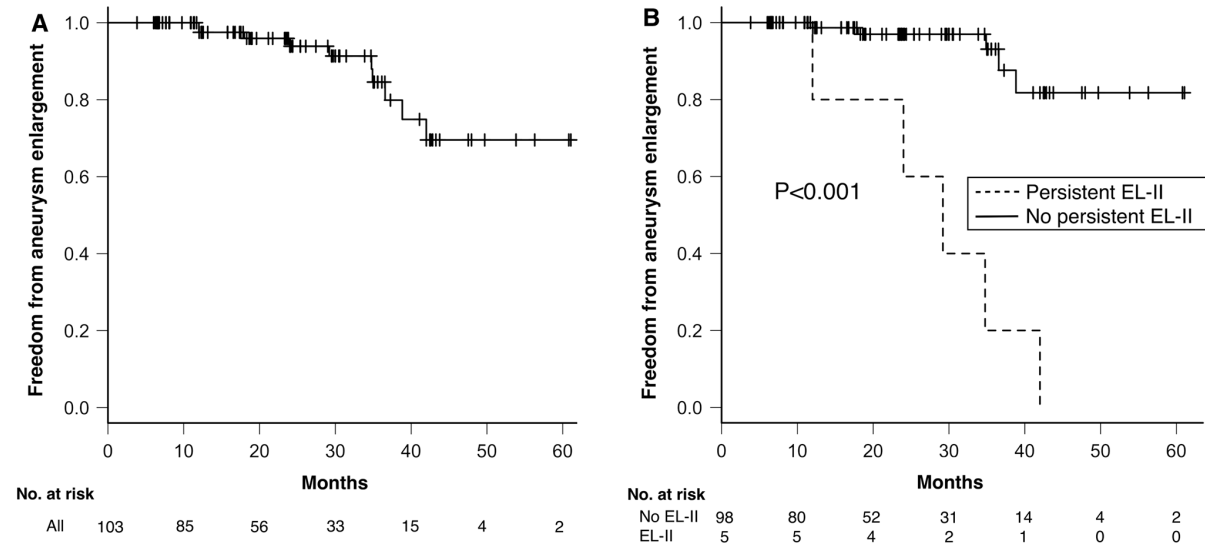 A
Freedom from aneurysm enlargement
1.0
0.8
0.6
0.4
0.2
0.0
0 10 20 30 40 50 60
Months
No. at risk
All 103 85 56 33 15 4 2
B
Freedom from aneurysm enlargement
1.0
0.8
0.6
0.4
0.2
0.0
P<0.001
Persistent EL-II
No persistent EL-II
0 10 20 30 40 50 60
Months
No. at risk
No EL-II 98 80 52 31 14 4 2
EL-II 5 5 4 2 1 0 0